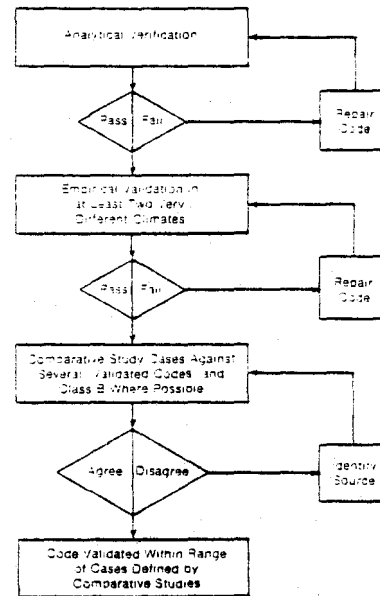 Analytical Verification
Pass Fail
Repair
Code
Empirical Validation in
at Least Two Very
Different Climates
Pass Fail
Repair
Code
Comparative Study Cases Against
Several Validated Codes and
Class B Where Possible
Agree Disagree
Identify
Source
Code Validated Within Range
of Cases Defined by
Comparative Studies